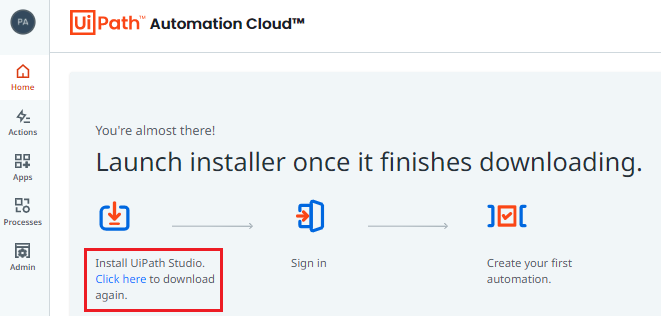 PA
UiPath™ Automation Cloud™
Home
Actions
Apps
Processes
Admin
You're almost there!
Launch installer once it finishes downloading.
Install UiPath Studio.
Click here to download
again.
Sign in
Create your first
automation.